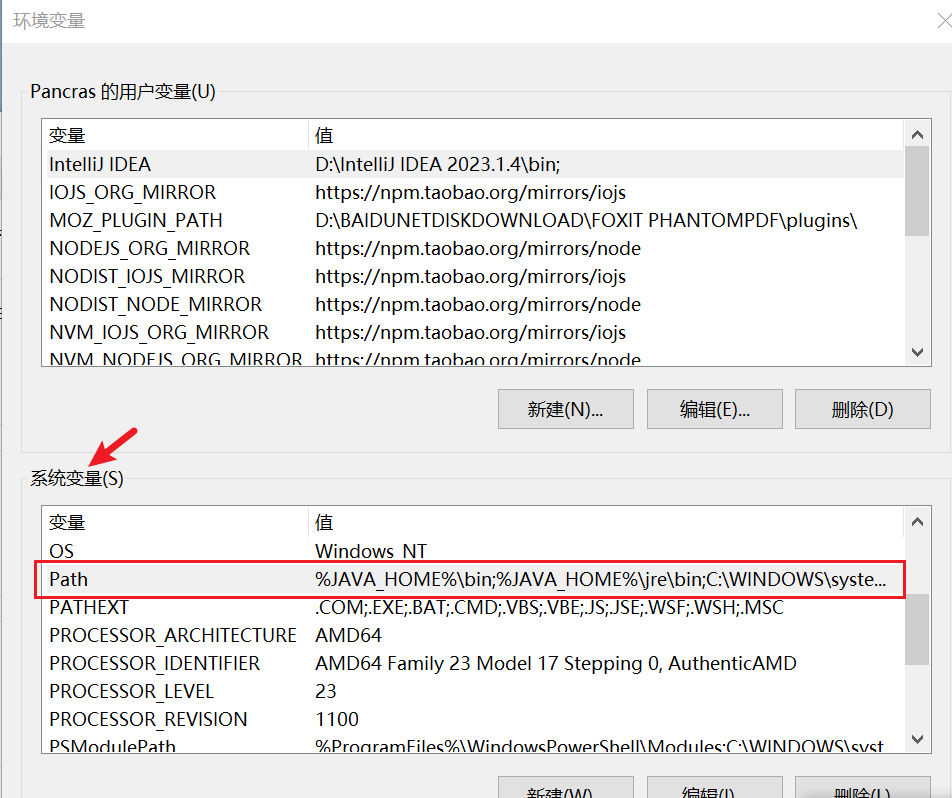 环境变量
Pancras 的用户变量(U)
变量 值
IntelliJ IDEA D:\IntelliJ IDEA 2023.1.4\bin;
IOJS_ORG_MIRROR https://npm.taobao.org/mirrors/iojs
MOZ_PLUGIN_PATH D:\BAIDUNETDISKDOWNLOAD\FOXIT PHANTOMPDF\plugins\
NODEJS_ORG_MIRROR https://npm.taobao.org/mirrors/node
NODIST_IOJS_MIRROR https://npm.taobao.org/mirrors/iojs
NODIST_NODE_MIRROR https://npm.taobao.org/mirrors/node
NVM_IOJS_ORG_MIRROR https://npm.taobao.org/mirrors/iojs
NVM_NODEJS_ORG_MIRROR https://npm.taobao.org/mirrors/node
新建(N)... 编辑(E)... 删除(D)
系统变量(S)
变量 值
OS Windows_NT
Path %JAVA_HOME%\bin;%JAVA_HOME%\jre\bin;C:\WINDOWS\syste...
PATHEXT .COM;.EXE;.BAT;.CMD;.VBS;.VBE;.JS;.JSE;.WSF;.WSH;.MSC
PROCESSOR_ARCHITECTURE AMD64
PROCESSOR_IDENTIFIER AMD64 Family 23 Model 17 Stepping 0, AuthenticAMD
PROCESSOR_LEVEL 23
PROCESSOR_REVISION 1100
PSModulePath %ProgramFiles%\WindowsPowerShell\Modules;C:\WINDOWS\syst
新建(W)... 编辑(I)... 删除(L)